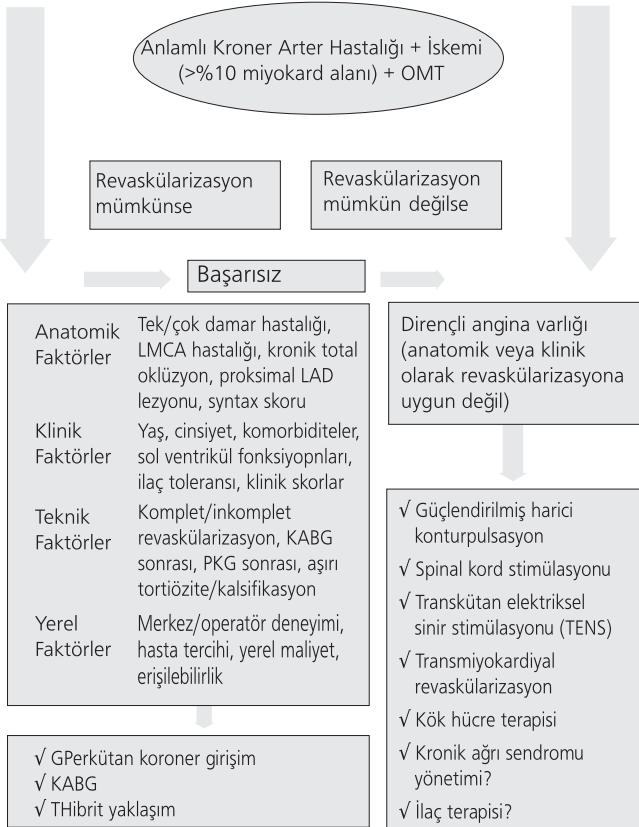 Anlamlı Kroner Arter Hastalığı + İskemi
(>%10 miyokard alanı) + OMT
Revaskülarizasyon
mümkünse
Revaskülarizasyon
mümkün değilse
Başarısız
Anatomik
Faktörler
Tek/çok damar hastalığı,
LMCA hastalığı, kronik total
oklüzyon, proksimal LAD
lezyonu, syntax skoru
Klinik
Faktörler
Yaş, cinsiyet, komorbiditeler,
sol ventrikül fonksiyopnları,
ilaç toleransı, klinik skorlar
Teknik
Faktörler
Komplet/inkomplet
revaskülarizasyon, KABG
sonrası, PKG sonrası, aşırı
tortiözite/kalsifikasyon
Yerel
Faktörler
Merkez/operatör deneyimi,
hasta tercihi, yerel maliyet,
erişilebilirlik
√ GPerkütan koroner girişim
√ KABG
√ THibrit yaklaşım
Dirençli angina varlığı
(anatomik veya klinik
olarak revaskülarizasyona
uygun değil)
√ Güçlendirilmiş harici
konturpulsasyon
√ Spinal kord stimülasyonu
√ Transkütan elektriksel
sinir stimülasyonu (TENS)
√ Transmiyokardiyal
revaskülarizasyon
√ Kök hücre terapisi
√ Kronik ağrı sendromu
yönetimi?
√ İlaç terapisi?